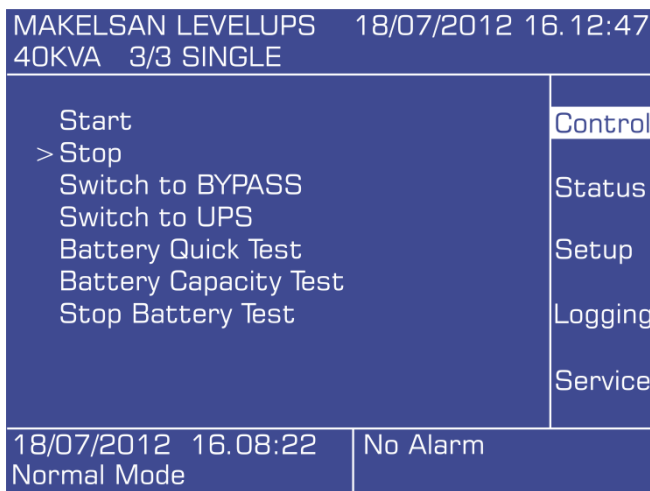 MAKELSAN LEVELUPS 18/07/2012 16.12:47
40KVA 3/3 SINGLE
Start
> Stop
Switch to BYPASS
Switch to UPS
Battery Quick Test
Battery Capacity Test
Stop Battery Test
Control
Status
Setup
Logging
Service
18/07/2012 16.08:22
Normal Mode
No Alarm